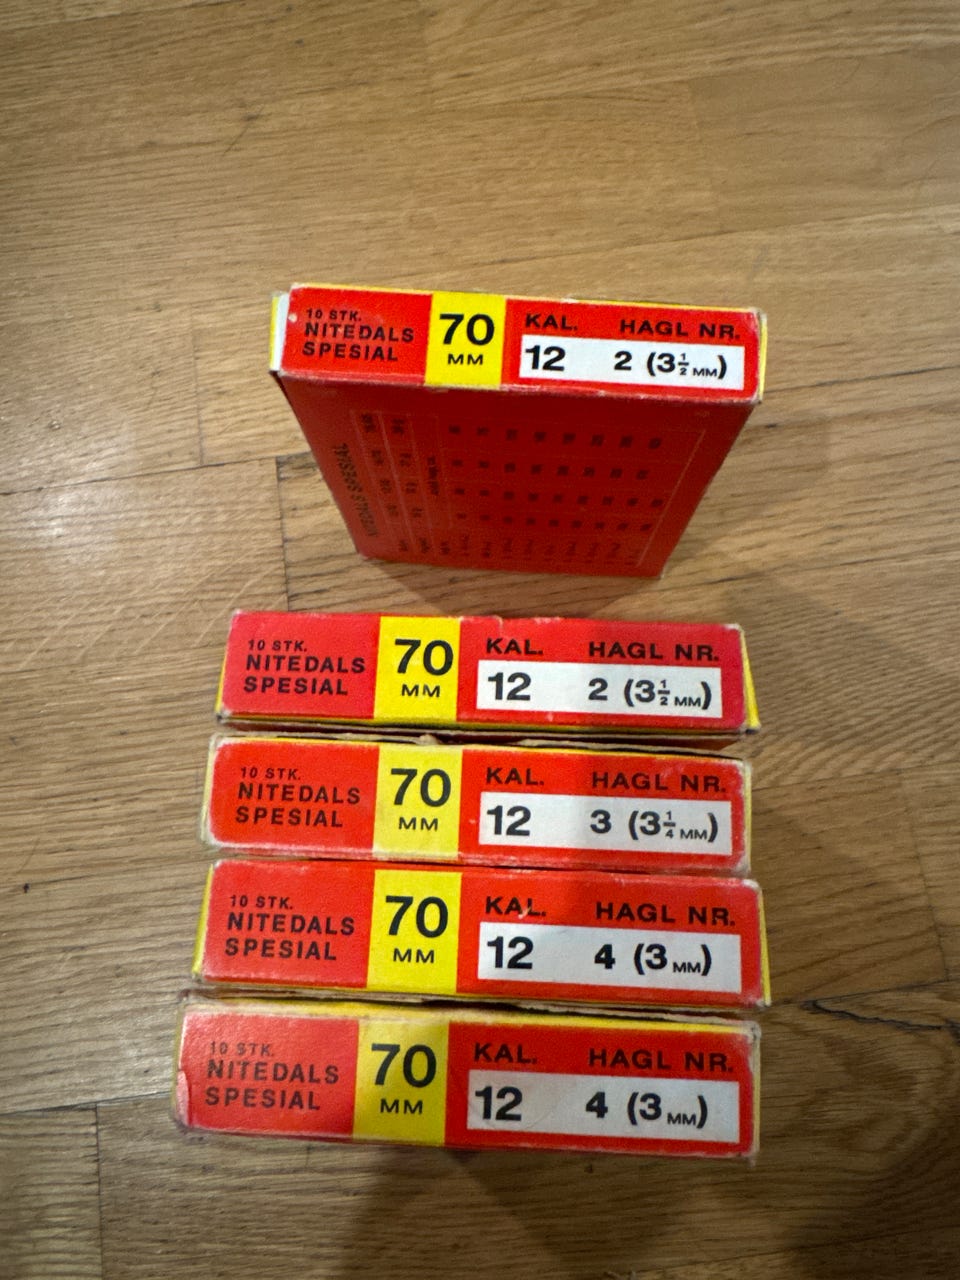 10 STK.
NITEDALS
SPESIAL
70
MM
KAL.
HAGL NR.
12
2 (3½ MM)
NITEDALS SPESIAL
10 STK.
NITEDALS
SPESIAL
70
MM
KAL.
HAGL NR.
12
2 (3½ MM)
10 STK.
NITEDALS
SPESIAL
70
MM
KAL.
HAGL NR.
12
3 (3¼ MM)
10 STK.
NITEDALS
SPESIAL
70
MM
KAL.
HAGL NR.
12
4 (3 MM)
10 STK.
NITEDALS
SPESIAL
70
MM
KAL.
HAGL NR.
12
4 (3 MM)